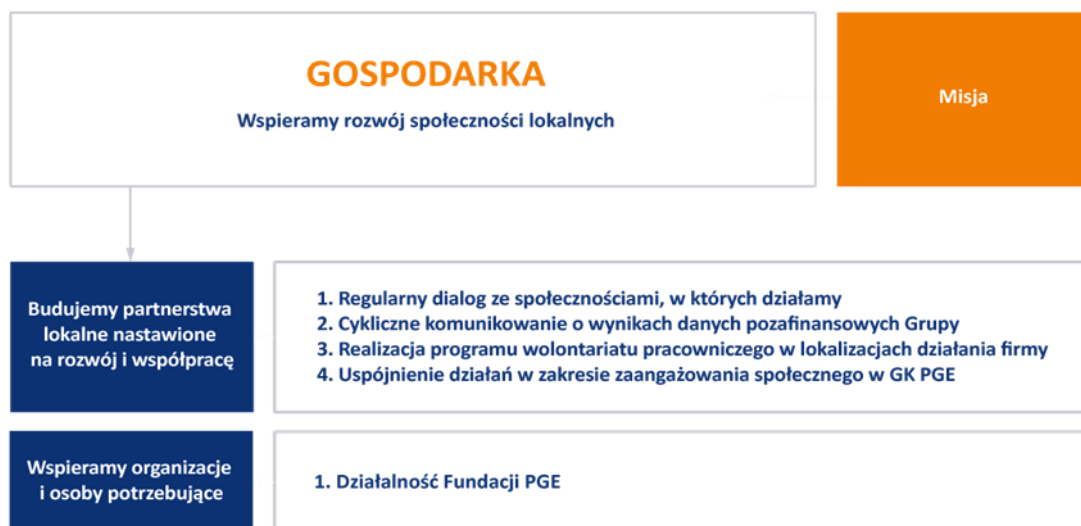 GOSPODARKA
Wspieramy rozwój społeczności lokalnych
Misja
Budujemy partnerstwa
lokalne nastawione
na rozwój i współpracę
1. Regularny dialog ze społecznościami, w których działamy
2. Cykliczne komunikowanie o wynikach danych pozafinansowych Grupy
3. Realizacja programu wolontariatu pracowniczego w lokalizacjach działania firmy
4. Uspójnienie działań w zakresie zaangażowania społecznego w GK PGE
Wspieramy organizacje
i osoby potrzebujące
1. Działalność Fundacji PGE